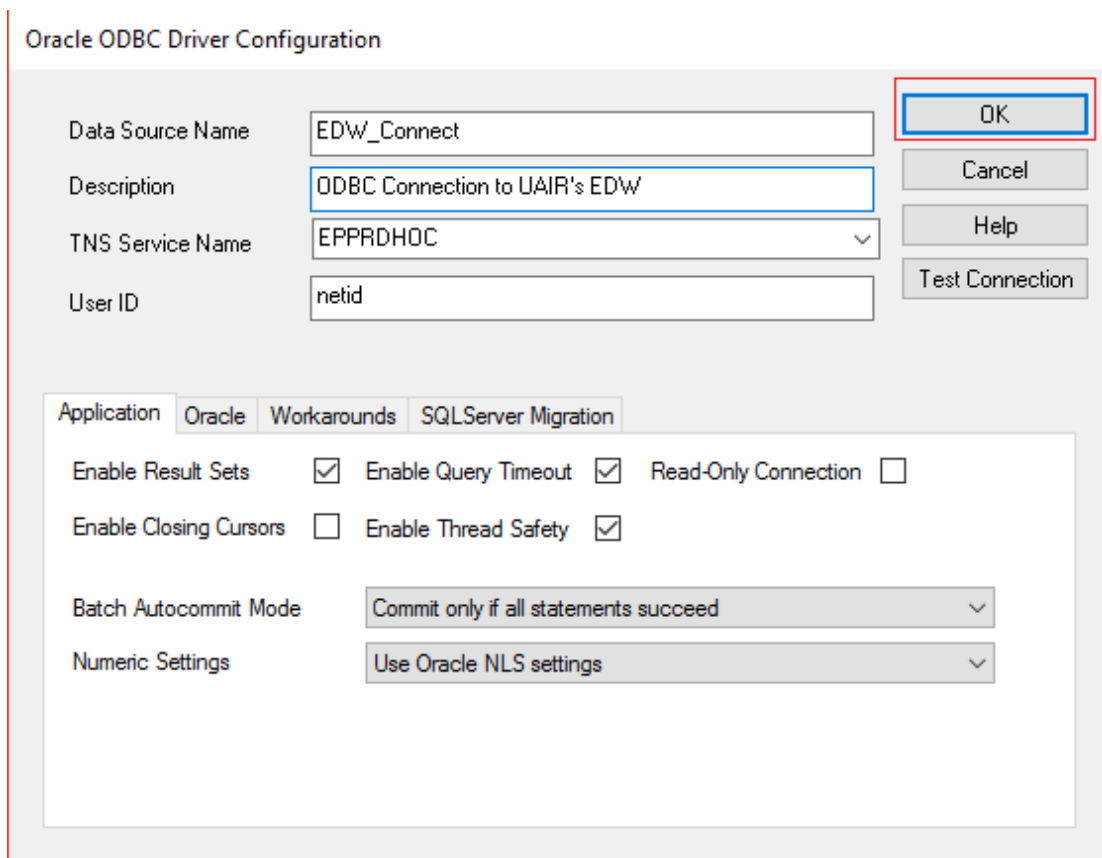 Oracle ODBC Driver Configuration
Data Source Name EDW_Connect OK
Description ODBC Connection to UAIR's EDW Cancel
TNS Service Name EPPRDHOC Help
User ID netid Test Connection
Application Oracle Workarounds SQLServer Migration
Enable Result Sets Enable Query Timeout Read-Only Connection
Enable Closing Cursors Enable Thread Safety
Batch Autocommit Mode Commit only if all statements succeed
Numeric Settings Use Oracle NLS settings